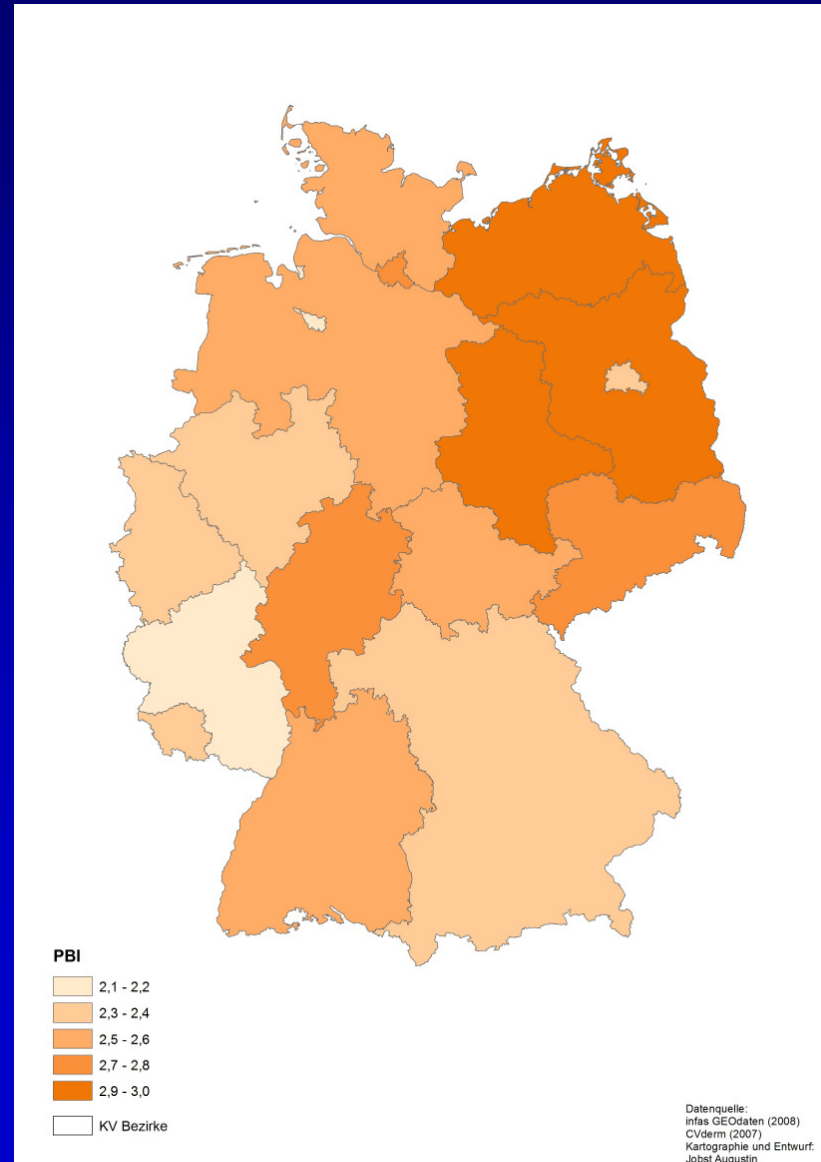 PBI
2,1 - 2,2
2,3 - 2,4
2,5 - 2,6
2,7 - 2,8
2,9 - 3,0
KV Bezirke
Datenquelle:
infas GEOdaten (2008)
CVderm (2007)
Kartographie und Entwurf:
Jobst Augustin